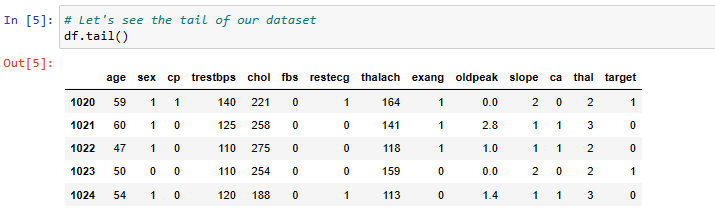 In [5]: # Let's see the tail of our dataset
df.tail()
Out[5]:
age sex cp trestbps chol fbs restecg thalach exang oldpeak slope ca thal target
1020 59 1 1 140 221 0 1 164 1 0.0 2 0 2 1
1021 60 1 0 125 258 0 0 141 1 2.8 1 1 3 0
1022 47 1 0 110 275 0 0 118 1 1.0 1 1 2 0
1023 50 0 0 110 254 0 0 159 0 0.0 2 0 2 1
1024 54 1 0 120 188 0 1 113 0 1.4 1 1 3 0